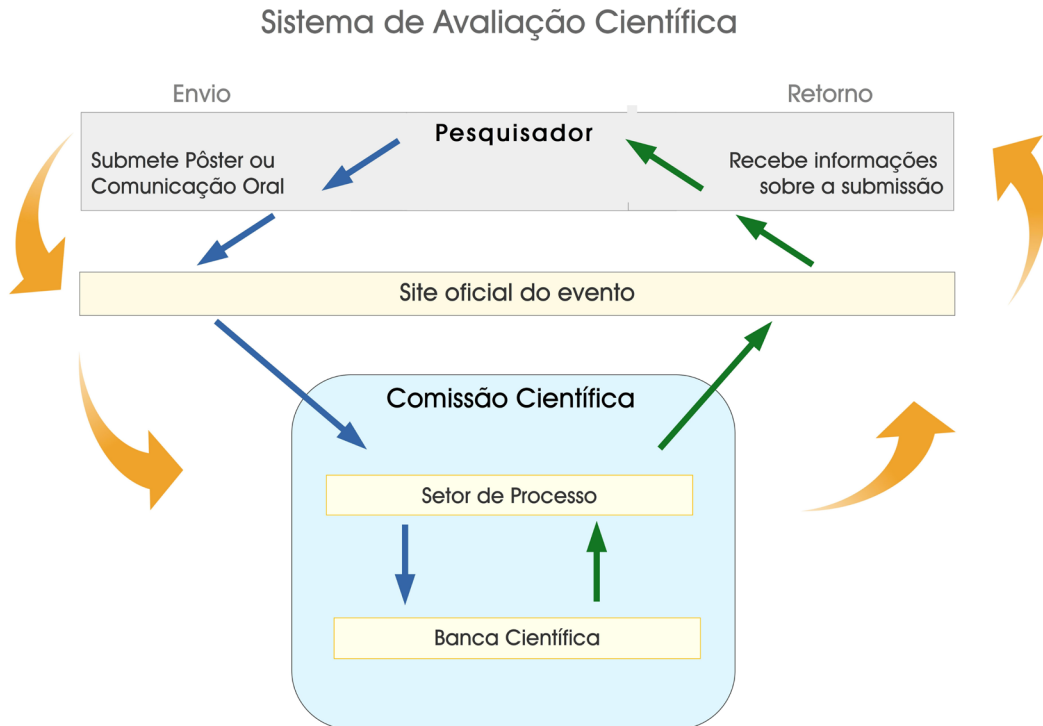 Sistema de Avaliação Científica
Envio
Retorno
Pesquisador
Submete Pôster ou
Comunicação Oral
Recebe informações
sobre a submissão
Site oficial do evento
Comissão Científica
Setor de Processo
Banca Científica